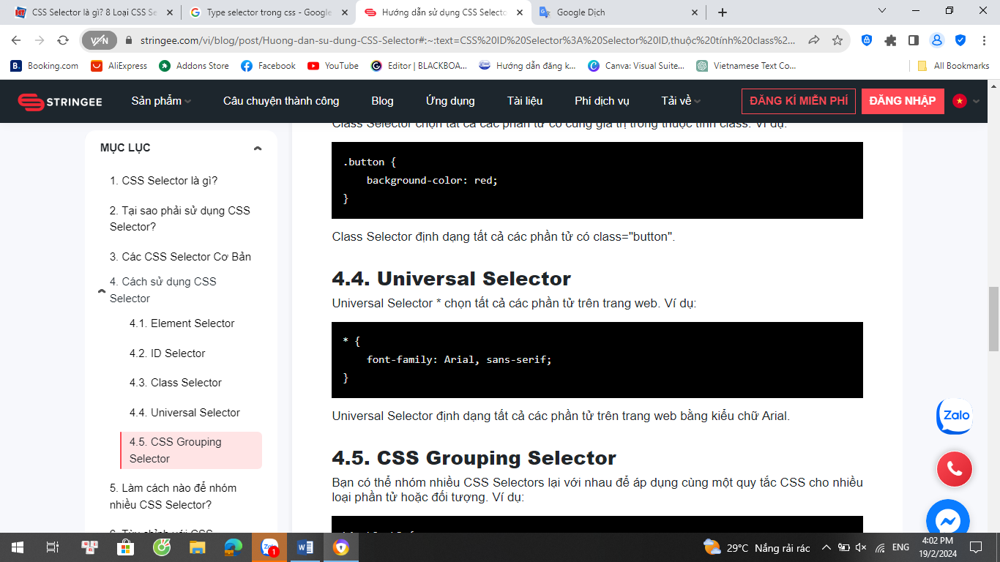 CSS Selector là gì? 8 Loại CSS Se
Type selector trong css - Google
Hướng dẫn sử dụng CSS Selecto
Google Dịch
VPN
stringee.com/vi/blog/post/Huong-dan-su-dung-CSS-Selector#:~:text=CSS%20ID%20Selector%3A%20Selector%20ID,thuộc%20tính%20class%2...
Booking.com
AliExpress
Addons Store
Facebook
YouTube
Editor | BLACKBOA...
Hướng dẫn đăng k...
Canva: Visual Suite...
Vietnamese Text Co...
All Bookmarks
STRINGEE
Sản phẩm
Câu chuyện thành công
Blog
Ứng dụng
Tài liệu
Phí dịch vụ
Tải về
ĐĂNG KÍ MIỄN PHÍ
ĐĂNG NHẬP
MỤC LỤC
1. CSS Selector là gì?
2. Tại sao phải sử dụng CSS
Selector?
3. Các CSS Selector Cơ Bản
4. Cách sử dụng CSS
Selector
4.1. Element Selector
4.2. ID Selector
4.3. Class Selector
4.4. Universal Selector
4.5. CSS Grouping
Selector
5. Làm cách nào để nhóm
nhiều CSS Selector?
Class Selector chọn tất cả các phần tử có cùng giá trị trong thuộc tính class. Ví dụ:
.button {
background-color: red;
}
Class Selector định dạng tất cả các phần tử có class="button".
4.4. Universal Selector
Universal Selector * chọn tất cả các phần tử trên trang web. Ví dụ:
* {
font-family: Arial, sans-serif;
}
Universal Selector định dạng tất cả các phần tử trên trang web bằng kiểu chữ Arial.
4.5. CSS Grouping Selector
Bạn có thể nhóm nhiều CSS Selectors lại với nhau để áp dụng cùng một quy tắc CSS cho nhiều
loại phần tử hoặc đối tượng. Ví dụ:
Zalo
Zalo
1
29°C Nắng rải rác
ENG
4:02 PM
19/2/2024